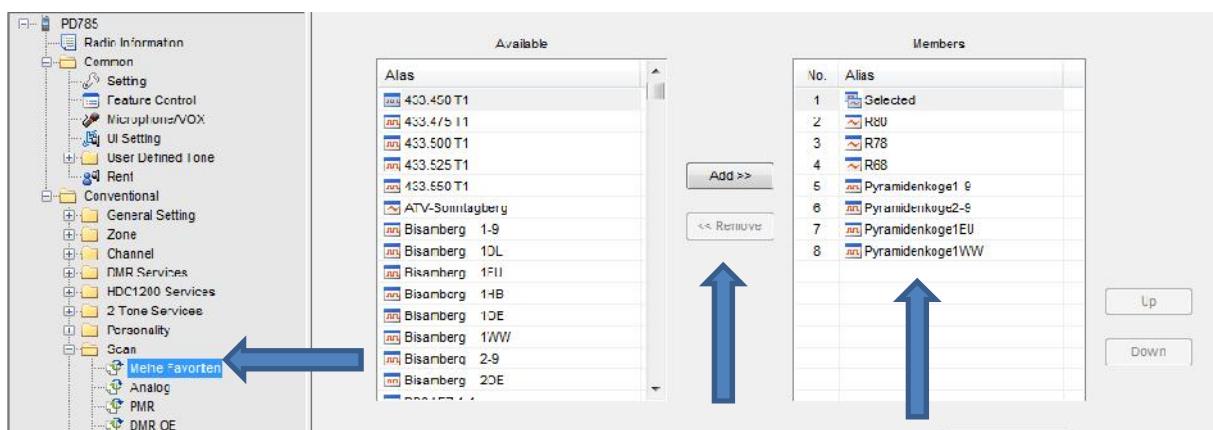 PD785
Radio Information
Common
Setting
Feature Control
Microphone/VOX
UI Setting
User Defined Tone
Rent
Conventional
General Setting
Zone
Channel
DMR Services
HDC1200 Services
2 Tone Services
Personality
Scan
Meine Favoriten
Analog
PMR
DMR OE
Available
Alias
433.450 T1
433.475 T1
433.500 T1
433.525 T1
433.550 T1
ATV-Sonntagberg
Bisamberg 1-9
Bisamberg 1DL
Bisamberg 1EU
Bisamberg 1HB
Bisamberg 1OE
Bisamberg 1WW
Bisamberg 2-9
Bisamberg 2OE
Add >>
<< Remove
Members
No. Alias
1 Selected
2 R80
3 R78
4 R68
5 Pyramidenkoge1-9
6 Pyramidenkoge2-9
7 Pyramidenkoge1EU
8 Pyramidenkoge1WW
Up
Down